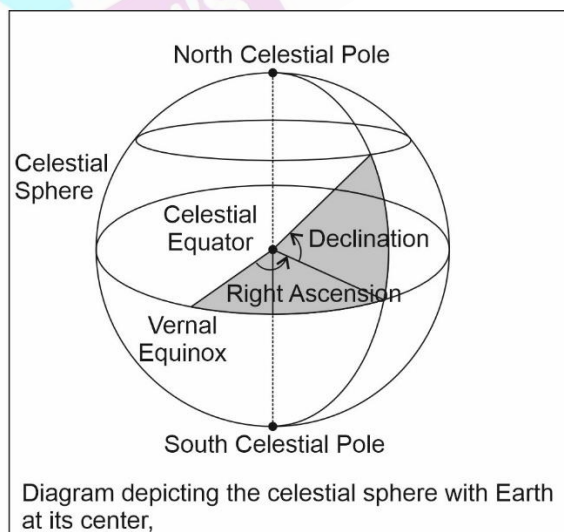 North Celestial Pole
Celestial
Sphere
Celestial
Equator
Declination
Right Ascension
Vernal
Equinox
South Celestial Pole
Diagram depicting the celestial sphere with Earth
at its center,